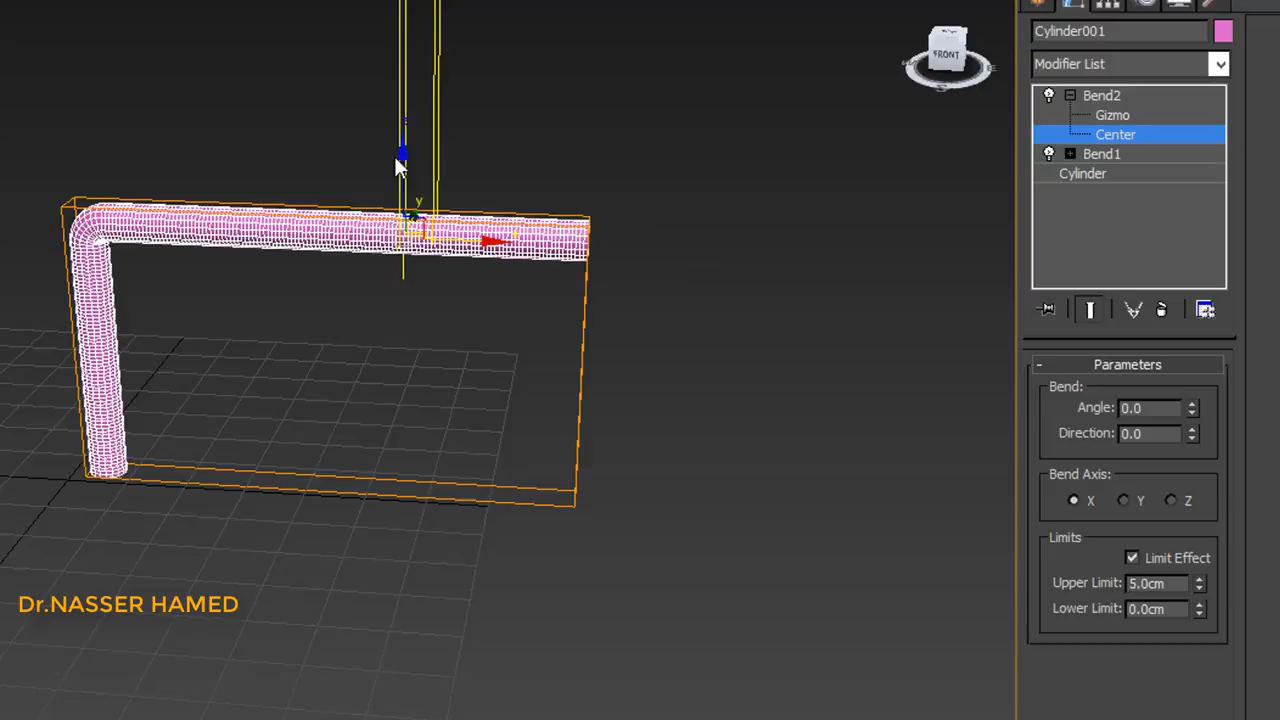 FRONT
S
y
Cylinder001
Modifier List
Bend2
Gizmo
Center
Bend1
Cylinder
- Parameters
Bend:
Angle: 0.0
Direction: 0.0
Bend Axis:
X Y Z
Limits
Limit Effect
Upper Limit: 5.0cm
Lower Limit: 0.0cm
Dr.NASSER HAMED